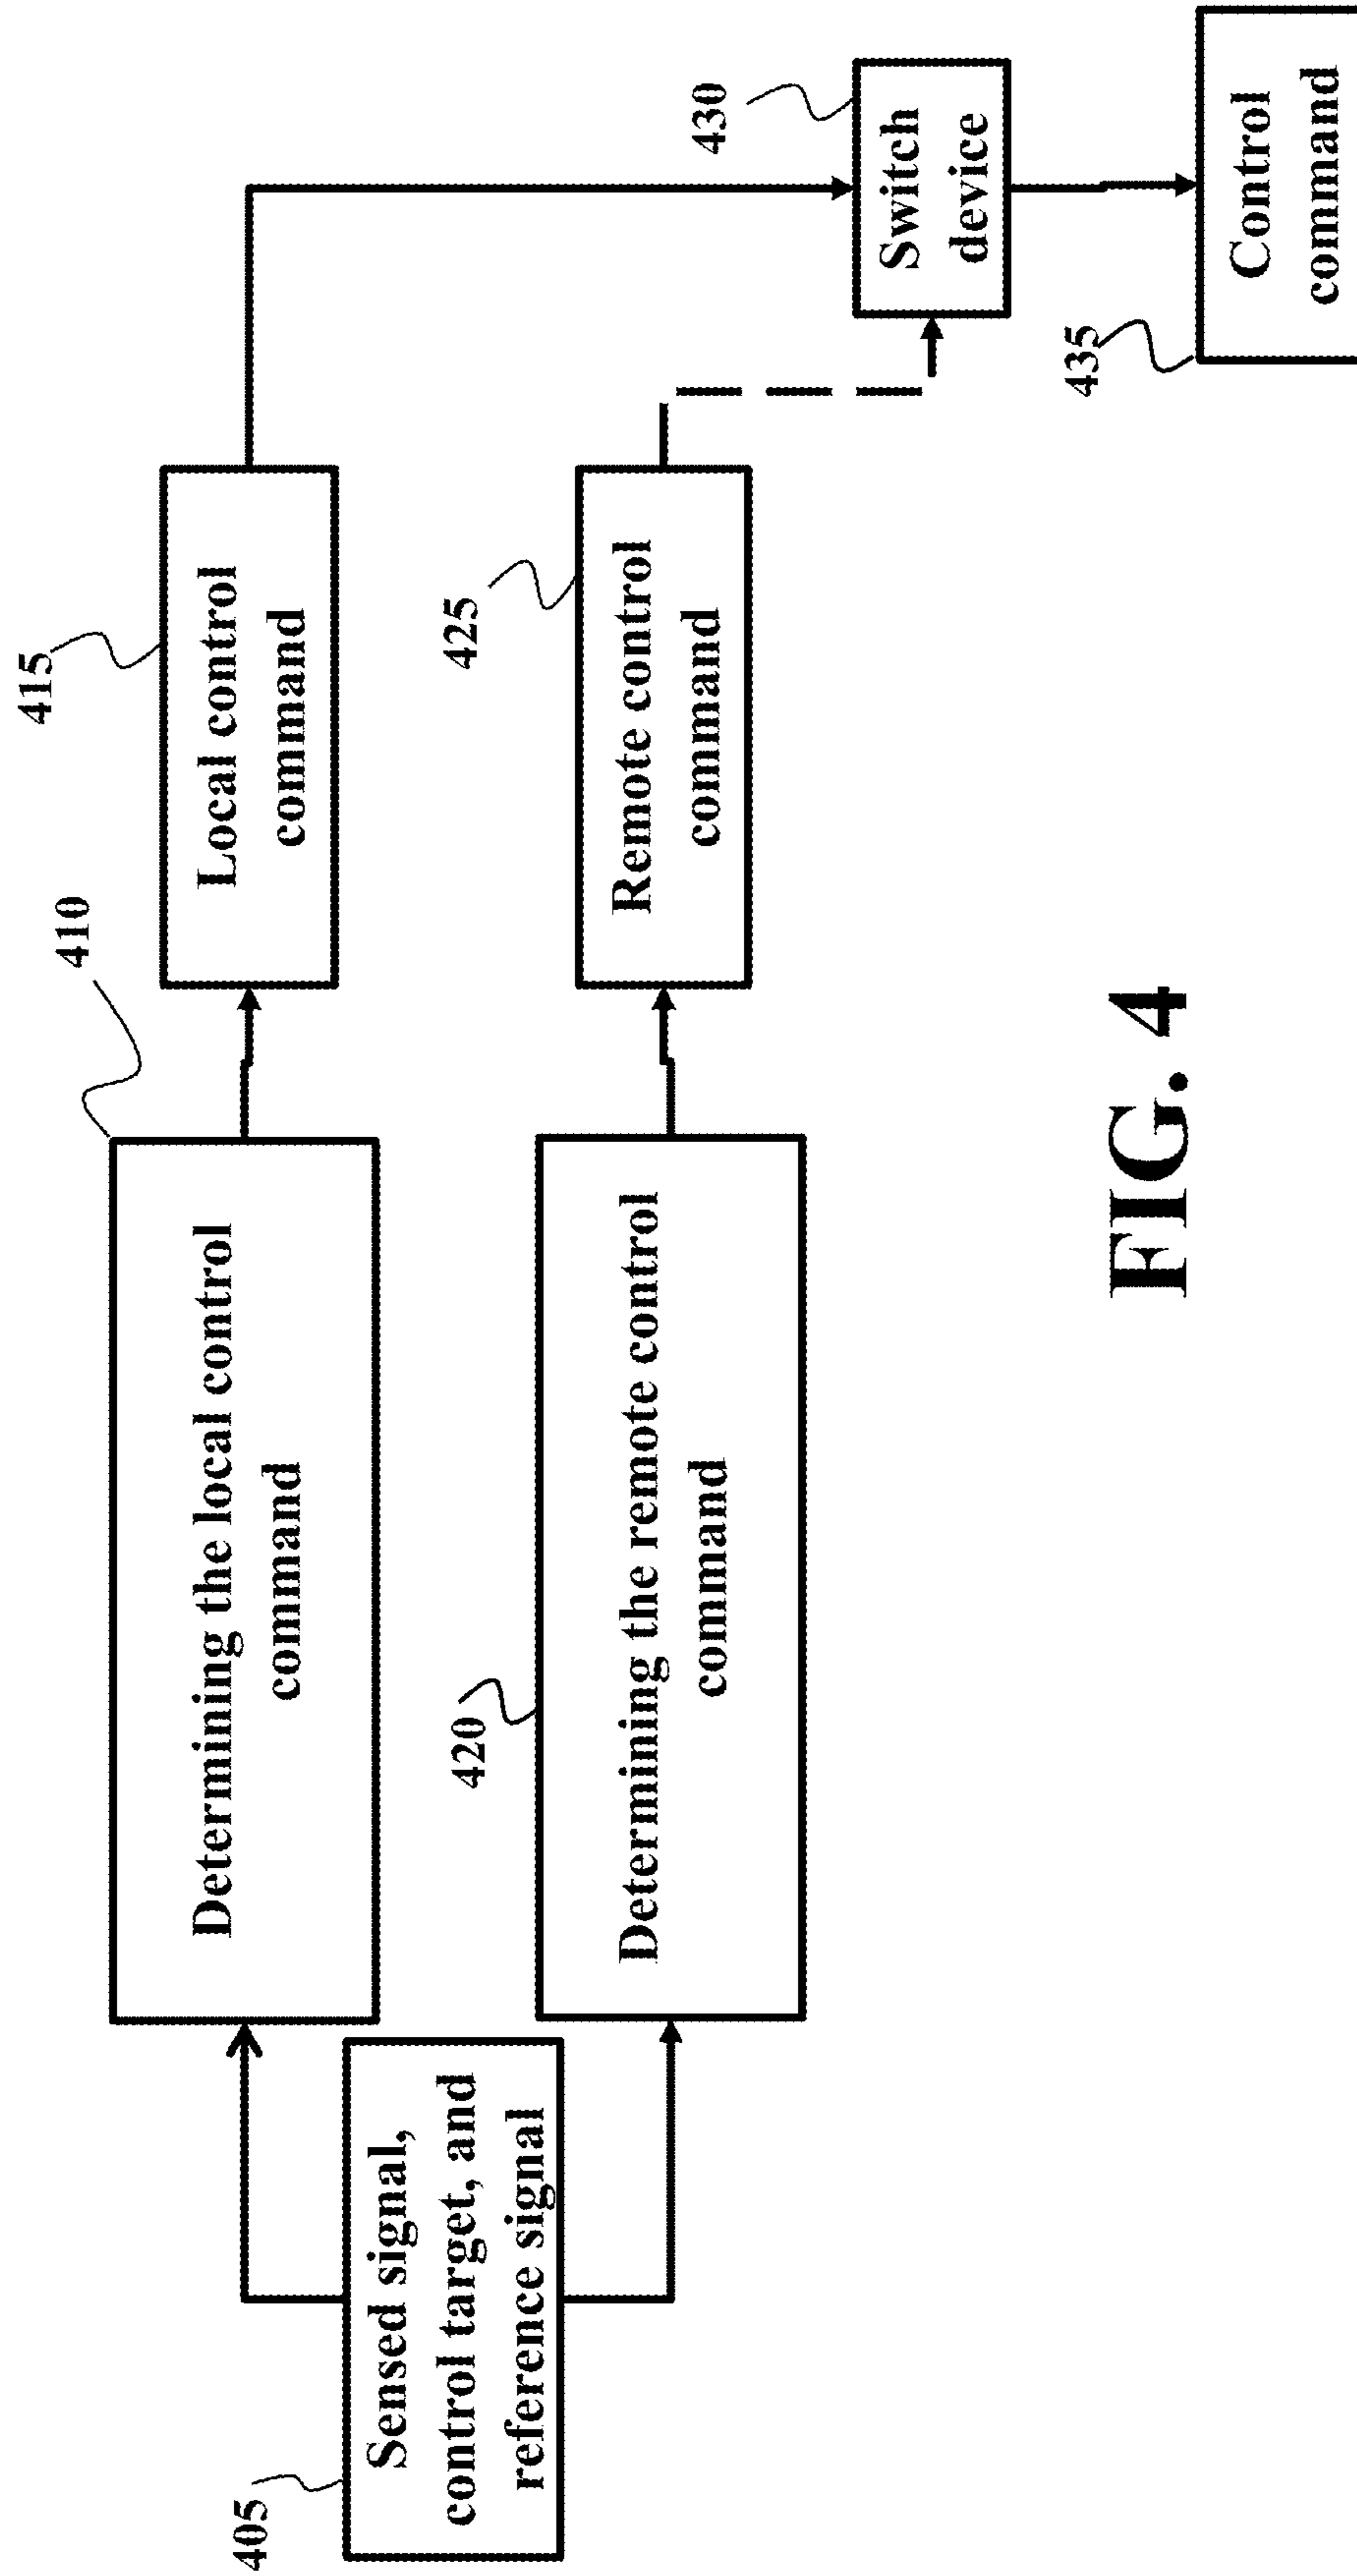 405
Sensed signal,
control target, and
reference signal
410
Determining the local control
command
415
Local control
command
420
Determining the remote control
command
425
Remote control
command
430
Switch
device
435
Control
command
FIG. 4